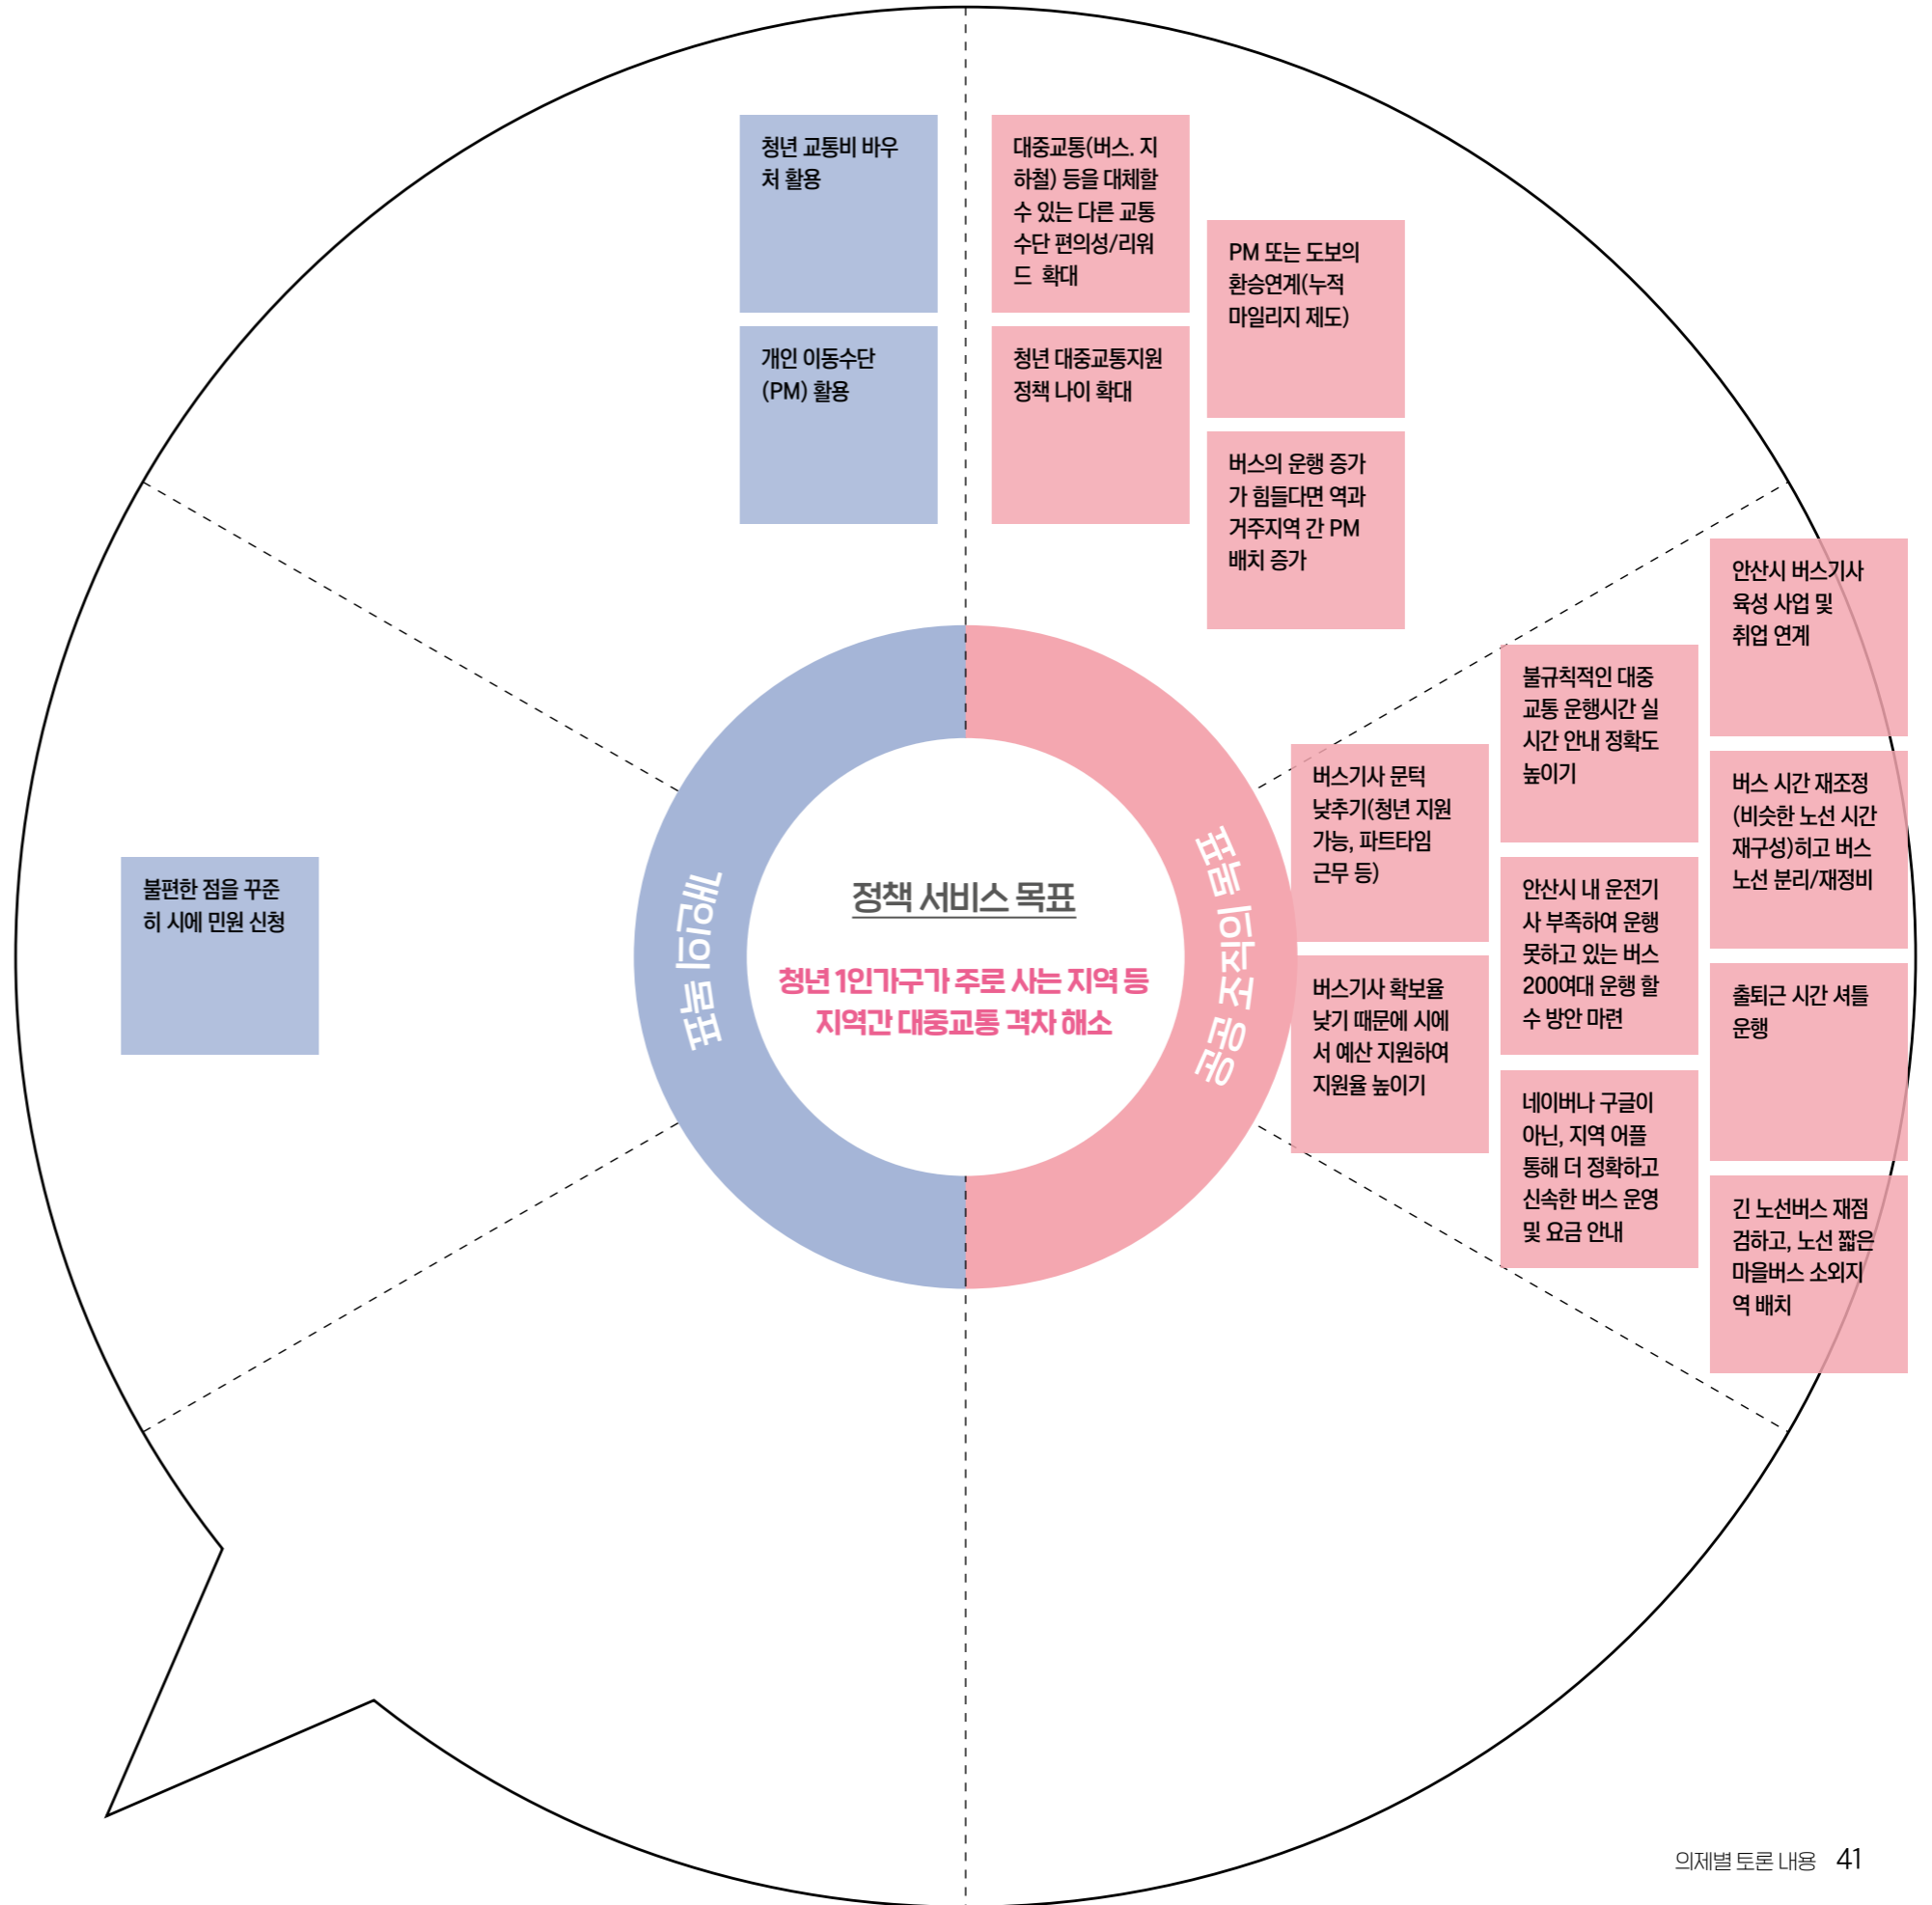 청년 교통비 바우
처 활용
개인 이동수단
(PM) 활용
대중교통(버스. 지
하철) 등을 대체할
수 있는 다른 교통
수단 편의성/리워
드 확대
청년 대중교통지원
정책 나이 확대
PM 또는 도보의
환승연계(누적
마일리지 제도)
버스의 운행 증가
가 힘들다면 역과
거주지역 간 PM
배치 증가
불편한 점을 꾸준
히 시에 민원 신청
나의 목표
정책 서비스 목표
청년 1인가구가 주로 사는 지역 등
지역간 대중교통 격차 해소
공공 조직의 목표
버스기사 문턱
낮추기(청년 지원
가능, 파트타임
근무 등)
버스기사 확보율
낮기 때문에 시에
서 예산 지원하여
지원율 높이기
불규칙적인 대중
교통 운행시간 실
시간 안내 정확도
높이기
안산시 내 운전기
사 부족하여 운행
못하고 있는 버스
200여대 운행 할
수 방안 마련
네이버나 구글이
아닌, 지역 어플
통해 더 정확하고
신속한 버스 운영
및 요금 안내
안산시 버스기사
육성 사업 및
취업 연계
버스 시간 재조정
(비슷한 노선 시간
재구성)히고 버스
노선 분리/재정비
출퇴근 시간 셔틀
운행
긴 노선버스 재점
검하고, 노선 짧은
마을버스 소외지
역 배치
의제별 토론 내용 41